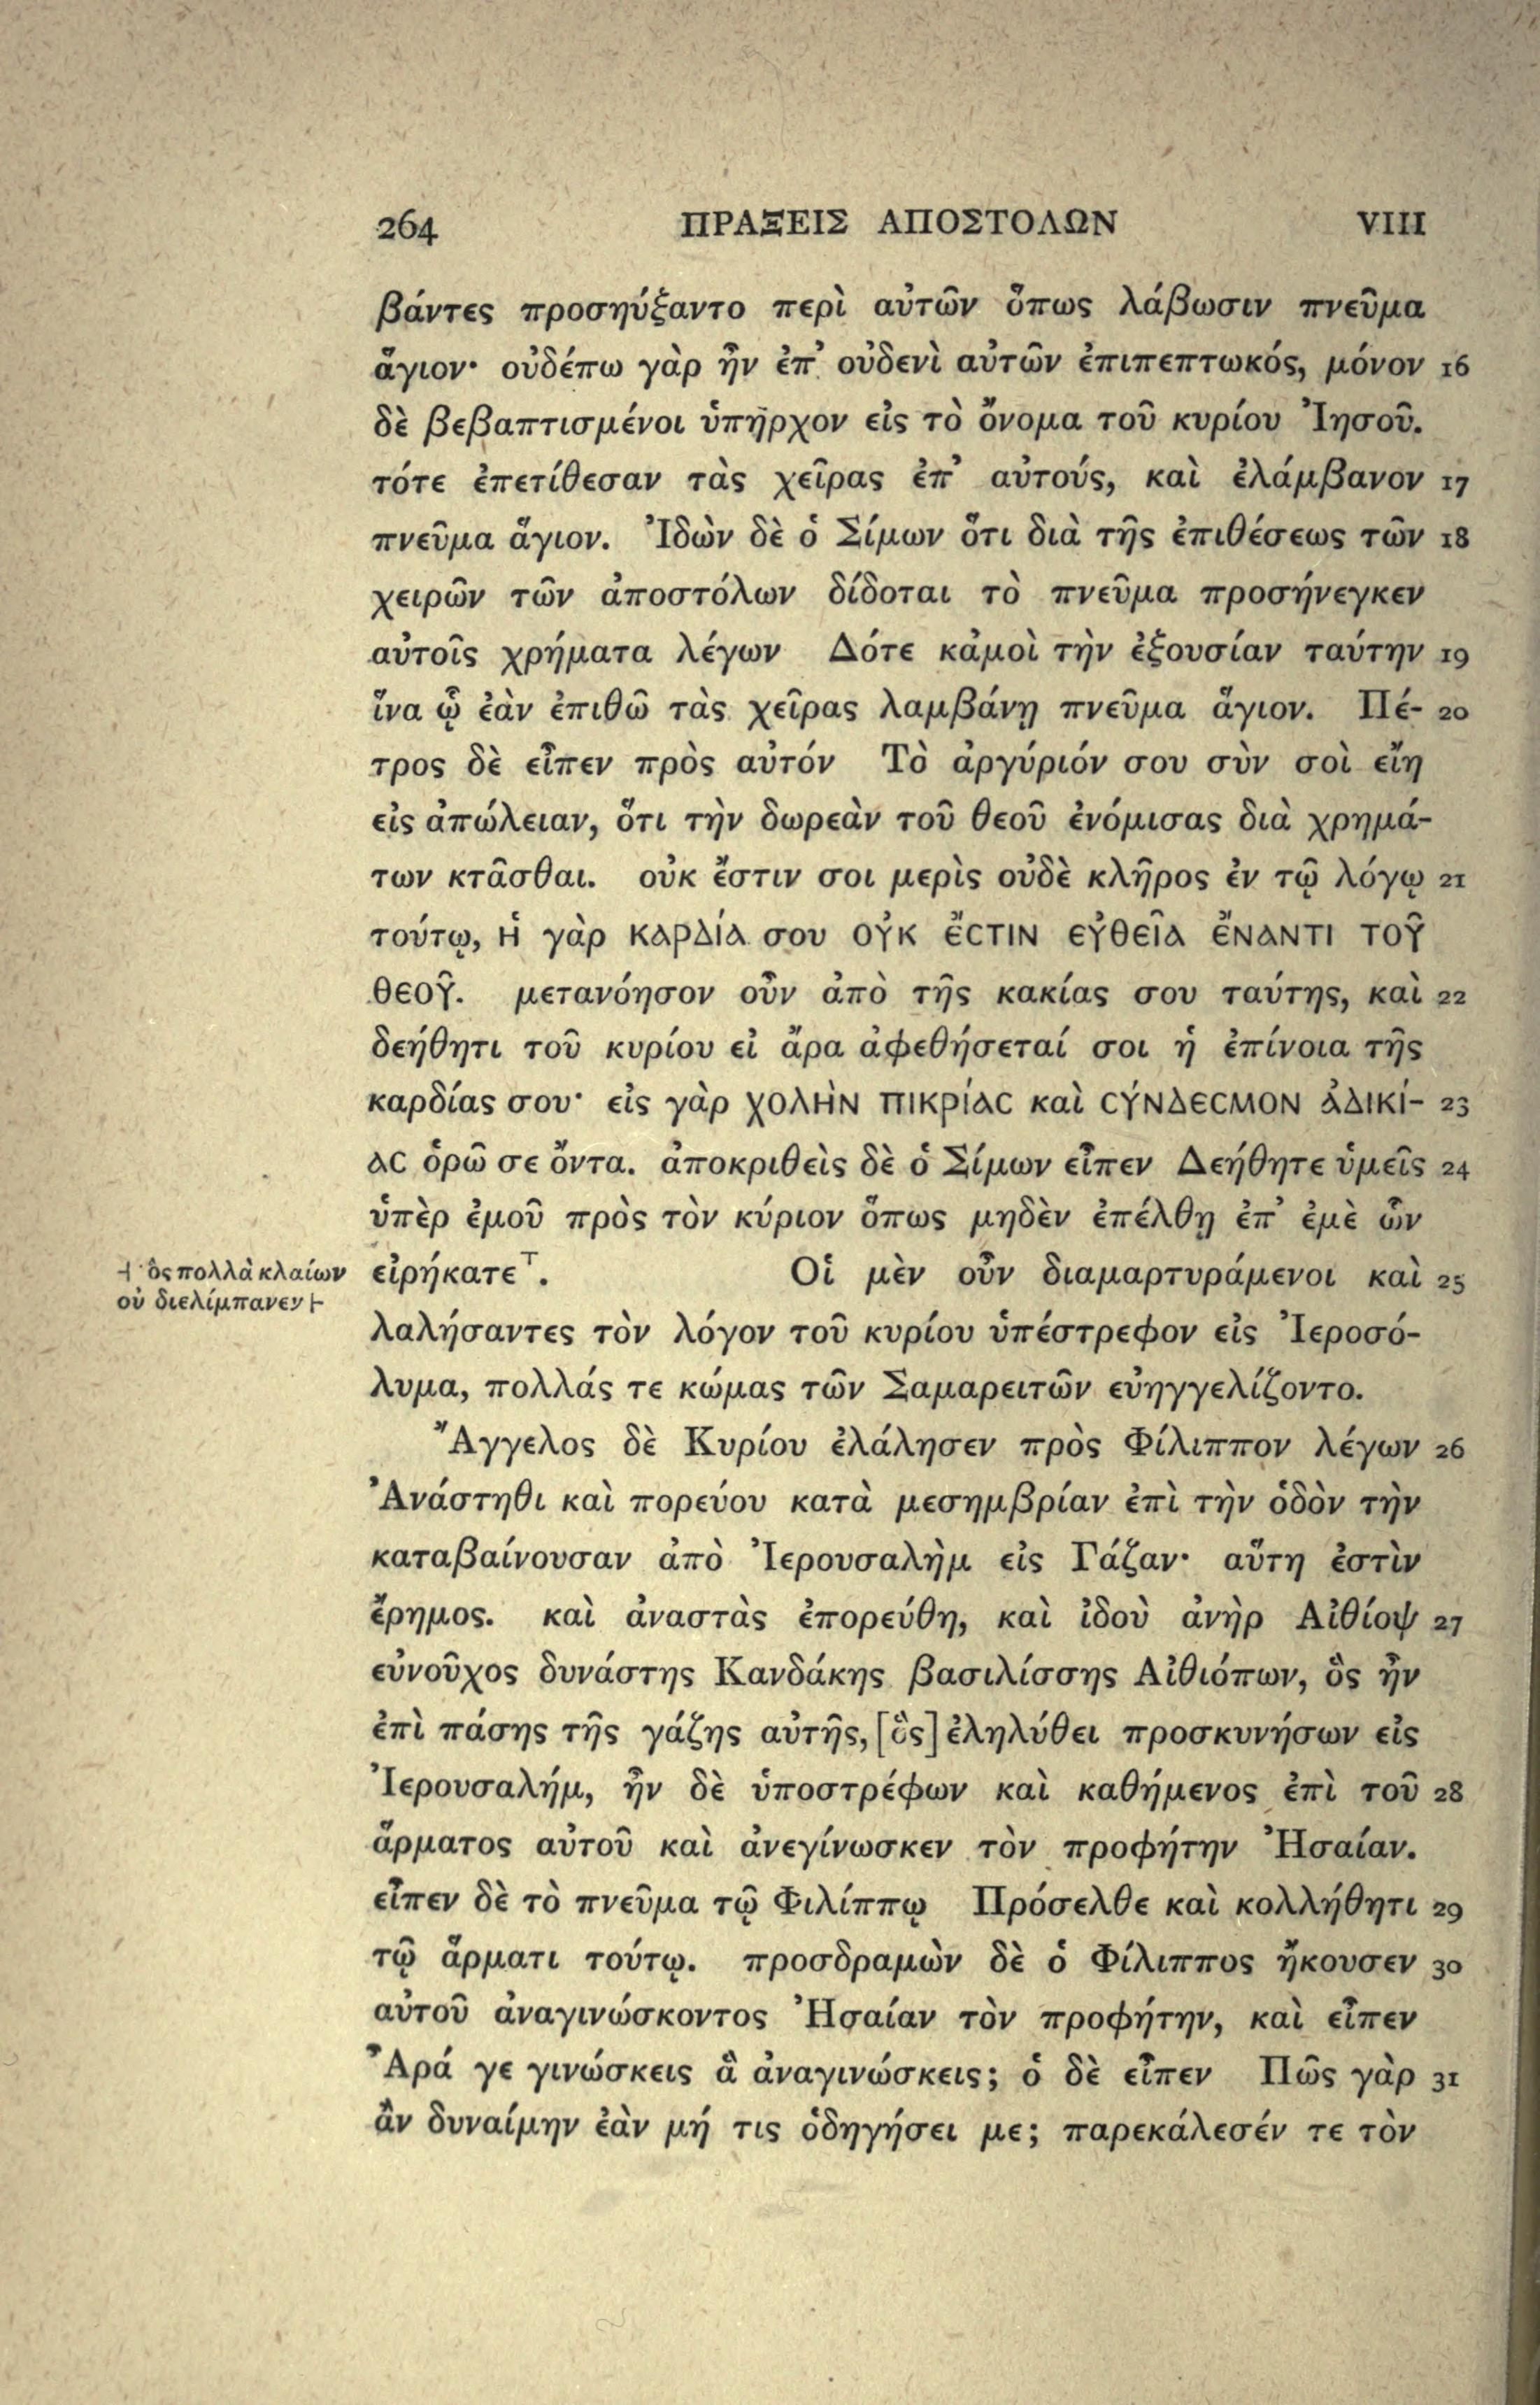 264 ΠΡΑΞΕΙΣ ΑΠΟΣΤΟΛΩΝ VIII
βάντες προσηύξαντο περὶ αὐτῶν ὅπως λάβωσιν πνεῦμα
ἅγιον· οὐδέπω γὰρ ἦν ἐπ’ οὐδενὶ αὐτῶν ἐπιπεπτωκός, μόνον 16
δὲ βεβαπτισμένοι ὑπῆρχον εἰς τὸ ὄνομα τοῦ κυρίου Ἰησοῦ.
τότε ἐπετίθεσαν τὰς χεῖρας ἐπ’ αὐτούς, καὶ ἐλάμβανον 17
πνεῦμα ἅγιον. Ἰδὼν δὲ ὁ Σίμων ὅτι διὰ τῆς ἐπιθέσεως τῶν 18
χειρῶν τῶν ἀποστόλων δίδοται τὸ πνεῦμα προσήνεγκεν
αὐτοῖς χρήματα λέγων Δότε κἀμοὶ τὴν ἐξουσίαν ταύτην 19
ἵνα ᾧ ἐὰν ἐπιθῶ τὰς χεῖρας λαμβάνῃ πνεῦμα ἅγιον. Πέ- 20
τρος δὲ εἶπεν πρὸς αὐτόν Τὸ ἀργύριόν σου σὺν σοὶ εἴη
εἰς ἀπώλειαν, ὅτι τὴν δωρεὰν τοῦ θεοῦ ἐνόμισας διὰ χρημά-
των κτᾶσθαι. οὐκ ἔστιν σοι μερὶς οὐδὲ κλῆρος ἐν τῷ λόγῳ 21
τούτῳ, ἡ γὰρ καρδία σου οὐκ ἔστιν εὐθεῖα ἔναντι τοῦ
θεοῦ. μετανόησον οὖν ἀπὸ τῆς κακίας σου ταύτης, καὶ 22
δεήθητι τοῦ κυρίου εἰ ἄρα ἀφεθήσεταί σοι ἡ ἐπίνοια τῆς
καρδίας σου· εἰς γὰρ χολὴν πικρίας καὶ σύνδεσμον ἀδικί- 23
ας ὁρῶ σε ὄντα. ἀποκριθεὶς δὲ ὁ Σίμων εἶπεν Δεήθητε ὑμεῖς 24
ὑπὲρ ἐμοῦ πρὸς τὸν κύριον ὅπως μηδὲν ἐπέλθῃ ἐπ’ ἐμὲ ὧν
⊣ ὃς πολλὰ κλαίων
οὐ διελίμπανεν ⊢
εἰρήκατε⊤. Οἱ μὲν οὖν διαμαρτυράμενοι καὶ 25
λαλήσαντες τὸν λόγον τοῦ κυρίου ὑπέστρεφον εἰς Ἰεροσό-
λυμα, πολλάς τε κώμας τῶν Σαμαρειτῶν εὐηγγελίζοντο.
Ἄγγελος δὲ Κυρίου ἐλάλησεν πρὸς Φίλιππον λέγων 26
Ἀνάστηθι καὶ πορεύου κατὰ μεσημβρίαν ἐπὶ τὴν ὁδὸν τὴν
καταβαίνουσαν ἀπὸ Ἰερουσαλὴμ εἰς Γάζαν· αὕτη ἐστὶν
ἔρημος. καὶ ἀναστὰς ἐπορεύθη, καὶ ἰδοὺ ἀνὴρ Αἰθίοψ 27
εὐνοῦχος δυνάστης Κανδάκης βασιλίσσης Αἰθιόπων, ὃς ἦν
ἐπὶ πάσης τῆς γάζης αὐτῆς, [ὃς] ἐληλύθει προσκυνήσων εἰς
Ἰερουσαλήμ, ἦν δὲ ὑποστρέφων καὶ καθήμενος ἐπὶ τοῦ 28
ἅρματος αὐτοῦ καὶ ἀνεγίνωσκεν τὸν προφήτην Ἠσαίαν.
εἶπεν δὲ τὸ πνεῦμα τῷ Φιλίππῳ Πρόσελθε καὶ κολλήθητι 29
τῷ ἅρματι τούτῳ. προσδραμὼν δὲ ὁ Φίλιππος ἤκουσεν 30
αὐτοῦ ἀναγινώσκοντος Ἠσαίαν τὸν προφήτην, καὶ εἶπεν
Ἆρά γε γινώσκεις ἃ ἀναγινώσκεις; ὁ δὲ εἶπεν Πῶς γὰρ 31
ἂν δυναίμην ἐὰν μή τις ὁδηγήσει με; παρεκάλεσέν τε τὸν